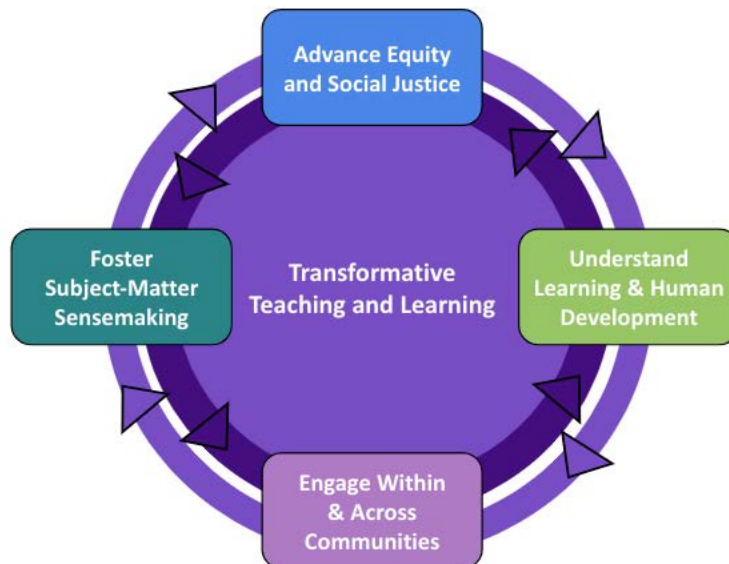 Advance Equity
and Social Justice
Foster
Subject-Matter
Sensemaking
Transformative
Teaching and Learning
Understand
Learning & Human
Development
Engage Within
& Across
Communities